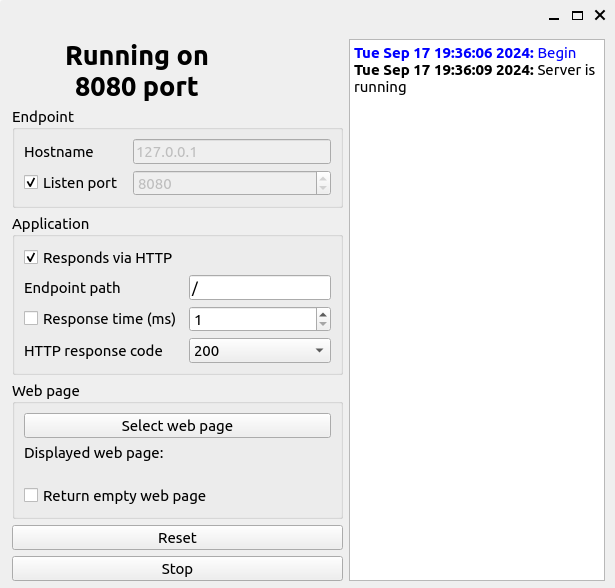 Running on
8080 port
Endpoint
Hostname
127.0.0.1
Listen port
8080
Application
Responds via HTTP
Endpoint path
/
Response time (ms)
1
HTTP response code
200
Web page
Select web page
Displayed web page:
Return empty web page
Reset
Stop
Tue Sep 17 19:36:06 2024: Begin
Tue Sep 17 19:36:09 2024: Server is
running